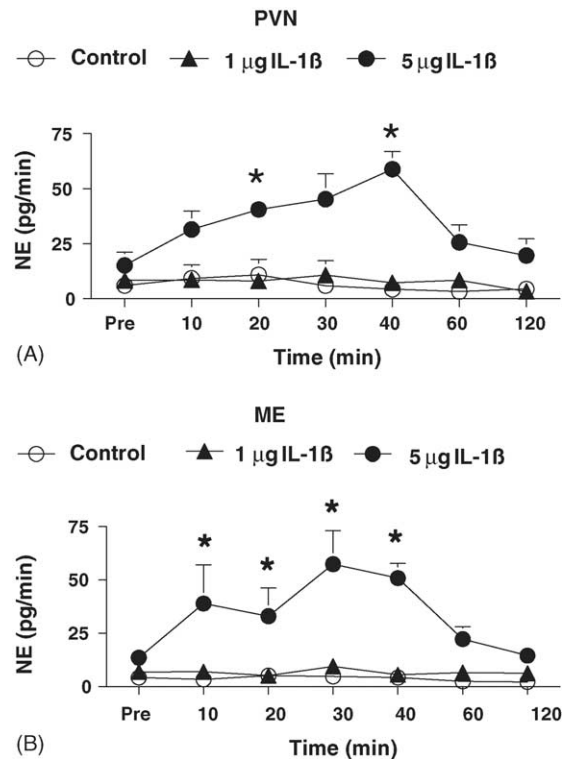 PVN
Control 1 µg IL-1ß 5 µg IL-1ß
* *
75
50
25
0
NE (pg/min)
Pre 10 20 30 40 60 120
Time (min)
(A)
ME
Control 1 µg IL-1ß 5 µg IL-1ß
* * * *
75
50
25
0
NE (pg/min)
Pre 10 20 30 40 60 120
Time (min)
(B)